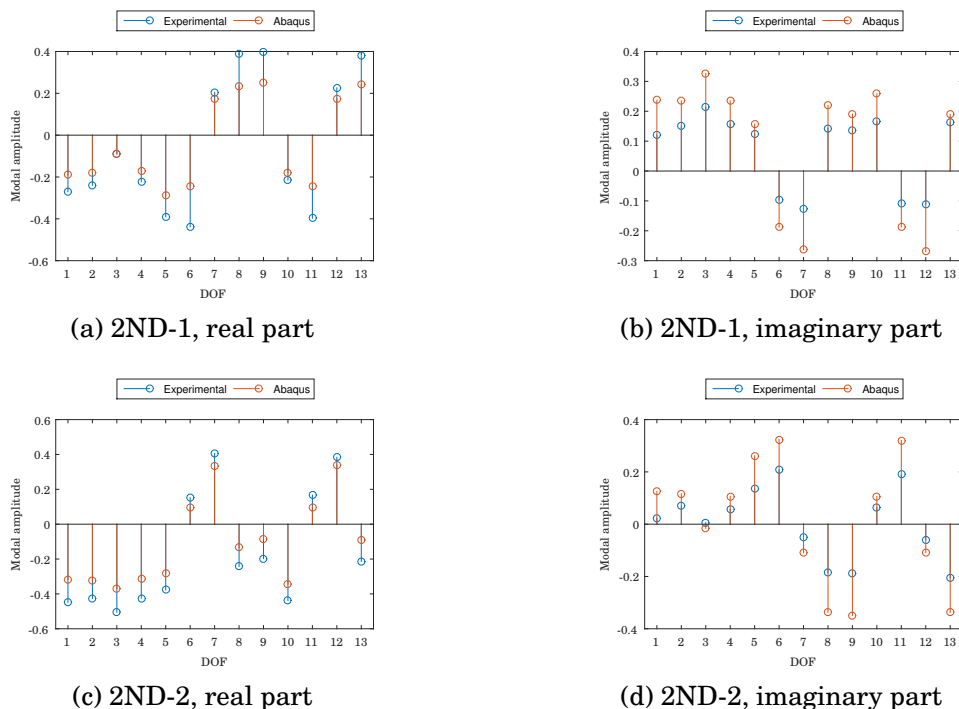 Experimental Abaqus
0.4
0.2
0
-0.2
-0.4
-0.6
Modal amplitude
1 2 3 4 5 6 7 8 9 10 11 12 13
DOF
(a) 2ND-1, real part
Experimental Abaqus
0.4
0.3
0.2
0.1
0
-0.1
-0.2
-0.3
Modal amplitude
1 2 3 4 5 6 7 8 9 10 11 12 13
DOF
(b) 2ND-1, imaginary part
Experimental Abaqus
0.6
0.4
0.2
0
-0.2
-0.4
-0.6
Modal amplitude
1 2 3 4 5 6 7 8 9 10 11 12 13
DOF
(c) 2ND-2, real part
Experimental Abaqus
0.4
0.2
0
-0.2
-0.4
Modal amplitude
1 2 3 4 5 6 7 8 9 10 11 12 13
DOF
(d) 2ND-2, imaginary part